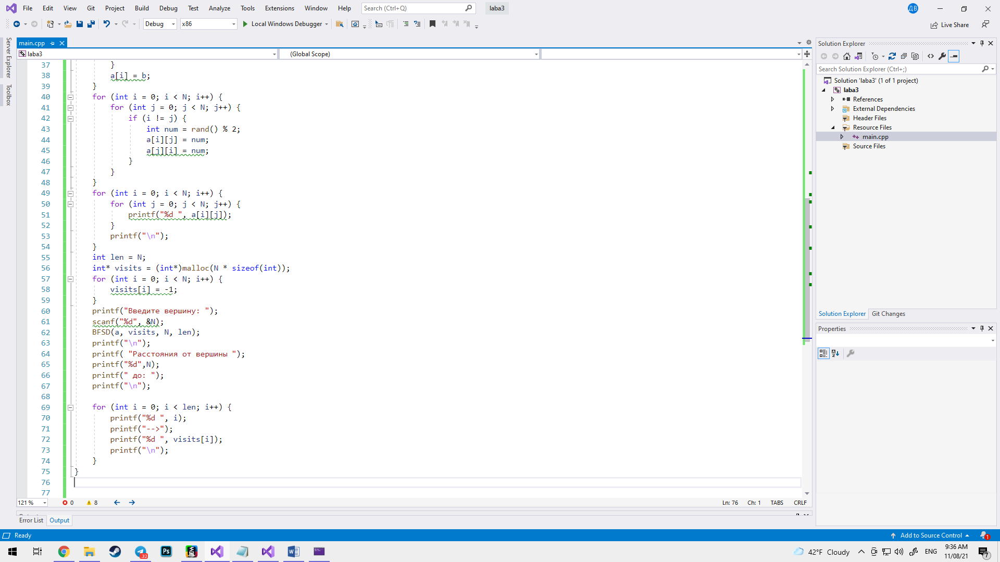 File Edit View Git Project Build Debug Test Analyze Tools Extensions Window Help Search (Ctrl+Q) laba3 ДВ
Debug x86 Local Windows Debugger Live Share
Server Explorer
Toolbox
main.cpp
laba3 (Global Scope)
37 }
38 a[i] = b;
39 }
40 for (int i = 0; i < N; i++) {
41 for (int j = 0; j < N; j++) {
42 if (i != j) {
43 int num = rand() % 2;
44 a[i][j] = num;
45 a[j][i] = num;
46 }
47 }
48 }
49 for (int i = 0; i < N; i++) {
50 for (int j = 0; j < N; j++) {
51 printf("%d ", a[i][j]);
52 }
53 printf("\n");
54 }
55 int len = N;
56 int* visits = (int*)malloc(N * sizeof(int));
57 for (int i = 0; i < N; i++) {
58 visits[i] = -1;
59 }
60 printf("Введите вершину: ");
61 scanf("%d", &N);
62 BFSD(a, visits, N, len);
63 printf("\n");
64 printf( "Расстояния от вершины ");
65 printf("%d",N);
66 printf(" до: ");
67 printf("\n");
68
69 for (int i = 0; i < len; i++) {
70 printf("%d ", i);
71 printf("-->");
72 printf("%d ", visits[i]);
73 printf("\n");
74 }
75 }
76
77
121 % 0 8 Ln: 76 Ch: 1 TABS CRLF
Error List Output
Solution Explorer
Search Solution Explorer (Ctrl+;)
Solution 'laba3' (1 of 1 project)
laba3
References
External Dependencies
Header Files
Resource Files
main.cpp
Source Files
Solution Explorer Git Changes
Properties
Ready Add to Source Control 1
.32 Ps 42°F Cloudy ENG 9:36 AM
11/08/21 7